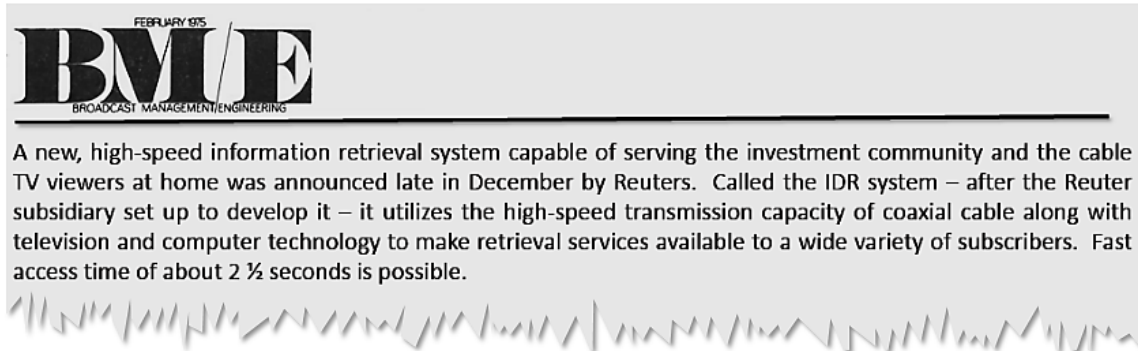 FEBRUARY 1975
BM/E
BROADCAST MANAGEMENT/ENGINEERING
A new, high-speed information retrieval system capable of serving the investment community and the cable
TV viewers at home was announced late in December by Reuters.  Called the IDR system – after the Reuter
subsidiary set up to develop it – it utilizes the high-speed transmission capacity of coaxial cable along with
television and computer technology to make retrieval services available to a wide variety of subscribers.  Fast
access time of about 2 ½ seconds is possible.